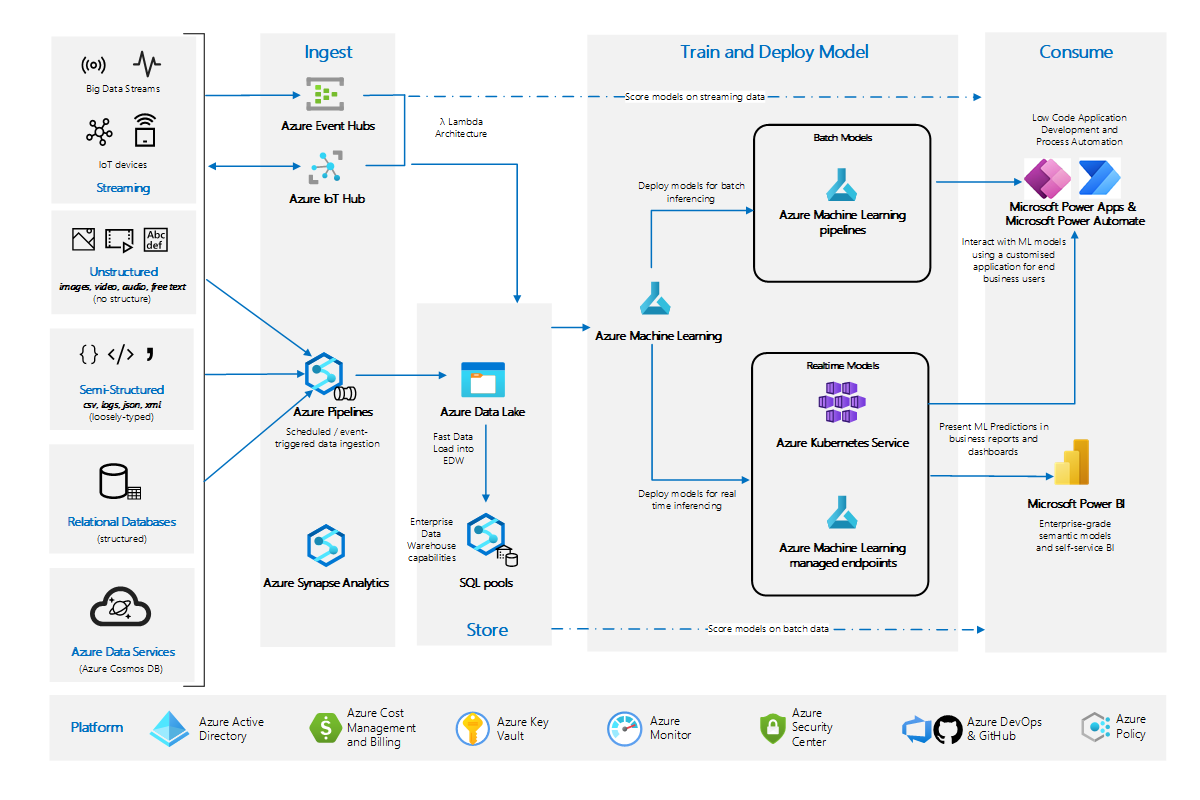 Ingest
Train and Deploy Model
Consume
Big Data Streams
IoT devices
Streaming
Abc
def
Unstructured
images, video, audio, free text
(no structure)
{ } </> ,
Semi-Structured
csv, logs, json, xml
(loosely-typed)
Relational Databases
(structured)
Azure Data Services
(Azure Cosmos DB)
Azure Event Hubs
Azure IoT Hub
λ Lambda
Architecture
Azure Pipelines
Scheduled / event-
triggered data ingestion
Azure Synapse Analytics
Azure Data Lake
Fast Data
Load into
EDW
Enterprise
Data
Warehouse
capabilities
SQL pools
Store
Score models on streaming data
Deploy models for batch
inferencing
Azure Machine Learning
Deploy models for real
time inferencing
Batch Models
Azure Machine Learning
pipelines
Realtime Models
Azure Kubernetes Service
Azure Machine Learning
managed endpoiints
-Score models on batch data
Low Code Application
Development and
Process Automation
Microsoft Power Apps &
Microsoft Power Automate
Interact with ML models
using a customised
application for end
business users
Present ML Predictions in
business reports and
dashboards
Microsoft Power BI
Enterprise-grade
semantic models
and self-service BI
Platform
Azure Active
Directory
$
Azure Cost
Management
and Billing
Azure Key
Vault
Azure
Monitor
Azure
Security
Center
Azure DevOps
& GitHub
Azure
Policy